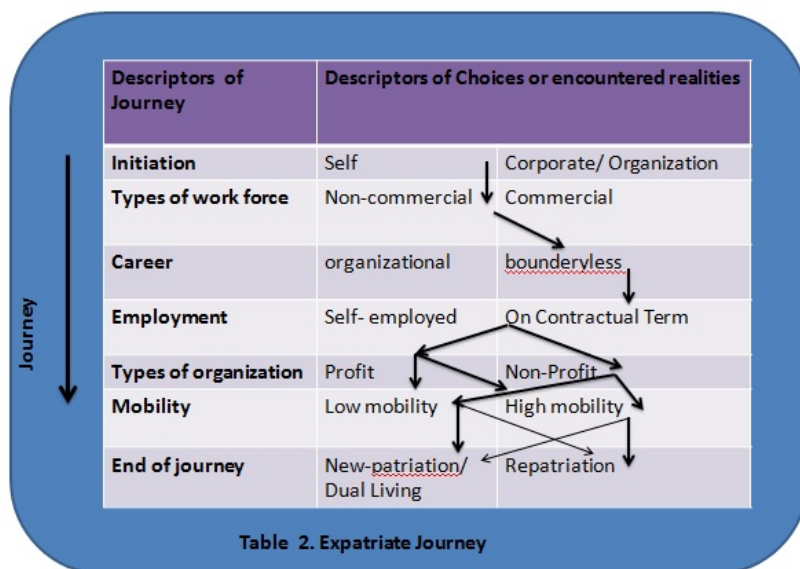 Descriptors of Descriptors of Choices or encountered realities
Journey
Initiation Self Corporate/ Organization
Types of work force Non-commercial Commercial
Career organizational bounderyless
Employment Self- employed On Contractual Term
Types of organization Profit Non-Profit
Mobility Low mobility High mobility
End of journey New-patriation/ Repatriation
Dual Living
Journey
Table 2. Expatriate Journey